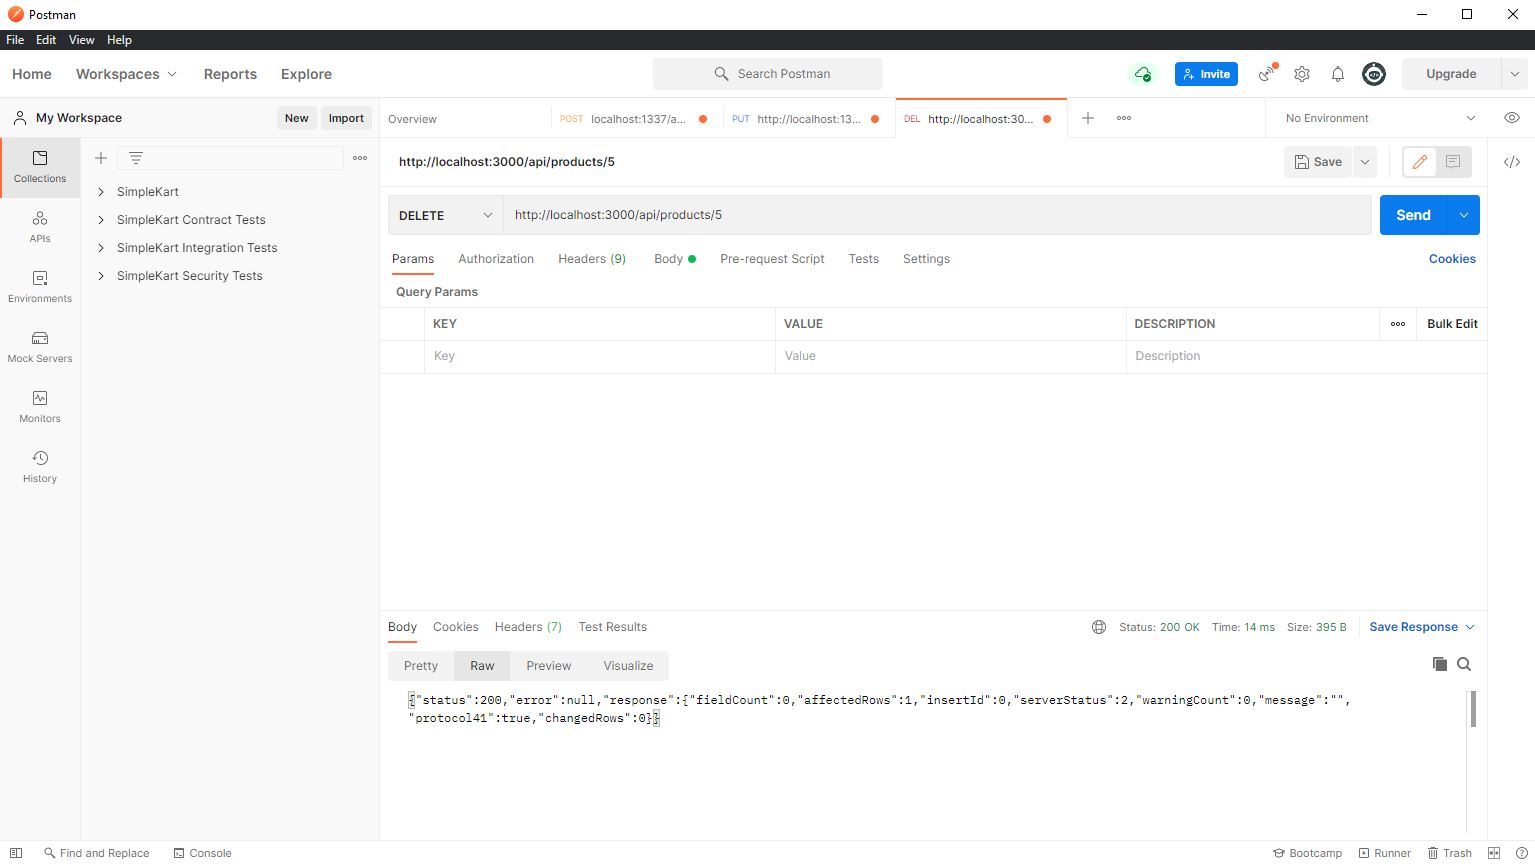 Postman
File Edit View Help
Home Workspaces Reports Explore Search Postman Invite Upgrade
My Workspace New Import
Overview POST localhost:1337/a... PUT http://localhost:13... DEL http://localhost:30... No Environment
Collections
APIs
Environments
Mock Servers
Monitors
History
SimpleKart
SimpleKart Contract Tests
SimpleKart Integration Tests
SimpleKart Security Tests
http://localhost:3000/api/products/5 Save
DELETE http://localhost:3000/api/products/5 Send
Params Authorization Headers (9) Body Pre-request Script Tests Settings Cookies
Query Params
KEY VALUE DESCRIPTION Bulk Edit
Key Value Description
Body Cookies Headers (7) Test Results Status: 200 OK Time: 14 ms Size: 395 B Save Response
Pretty Raw Preview Visualize
{"status":200,"error":null,"response":{"fieldCount":0,"affectedRows":1,"insertId":0,"serverStatus":2,"warningCount":0,"message":"",
"protocol41":true,"changedRows":0}}
Find and Replace Console Bootcamp Runner Trash